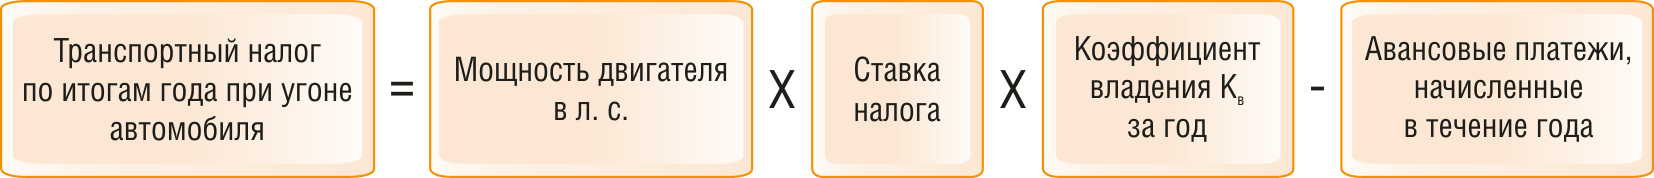 Транспортный налог
по итогам года при угоне
автомобиля
=
Мощность двигателя
в л. с.
X
Ставка
налога
X
Коэффициент
владения Кв
за год
-
Авансовые платежи,
начисленные
в течение года